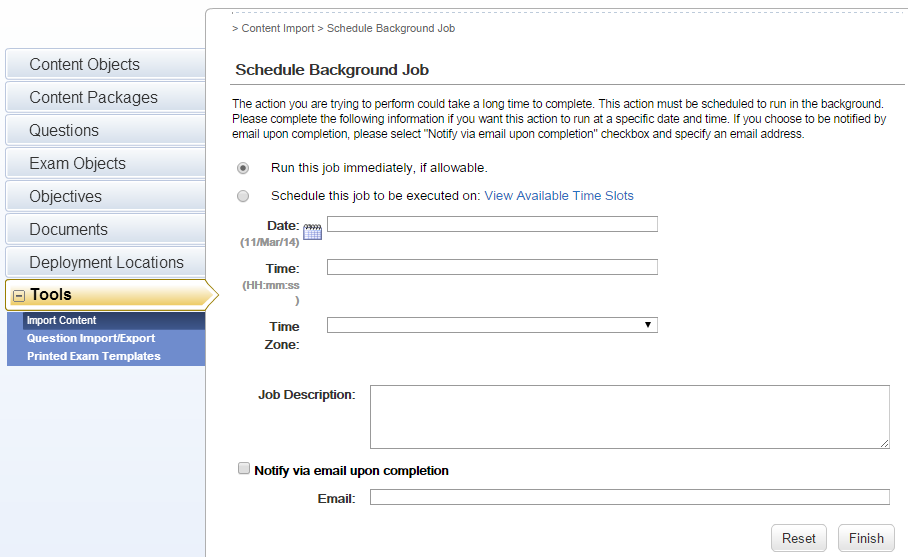 > Content Import > Schedule Background Job
Content Objects
Content Packages
Questions
Exam Objects
Objectives
Documents
Deployment Locations
Tools
Import Content
Question Import/Export
Printed Exam Templates
Schedule Background Job
The action you are trying to perform could take a long time to complete. This action must be scheduled to run in the background.
Please complete the following information if you want this action to run at a specific date and time. If you choose to be notified by
email upon completion, please select "Notify via email upon completion" checkbox and specify an email address.
Run this job immediately, if allowable.
Schedule this job to be executed on: View Available Time Slots
Date:
(11/Mar/14)
Time:
(HH:mm:ss
)
Time
Zone:
Job Description:
Notify via email upon completion
Email:
Reset Finish